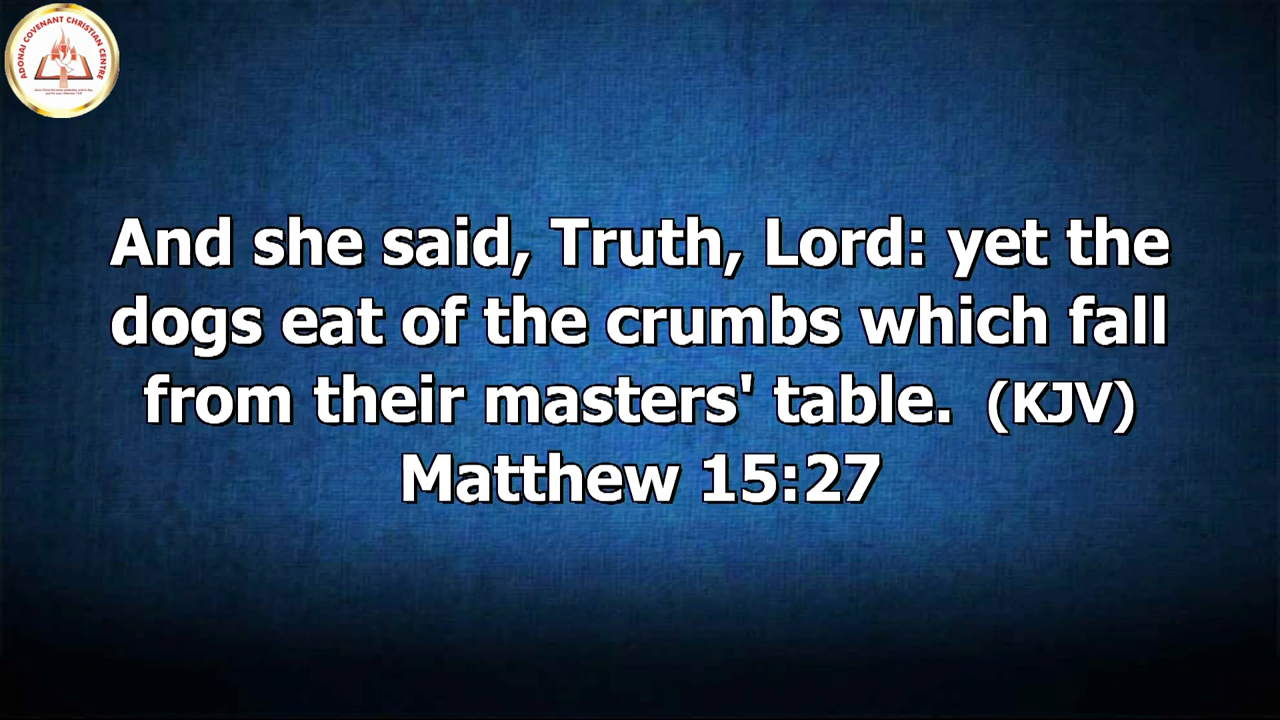 ADONAI COVENANT CHRISTIAN CENTRE
And she said, Truth, Lord: yet the
dogs eat of the crumbs which fall
from their masters' table. (KJV)
Matthew 15:27